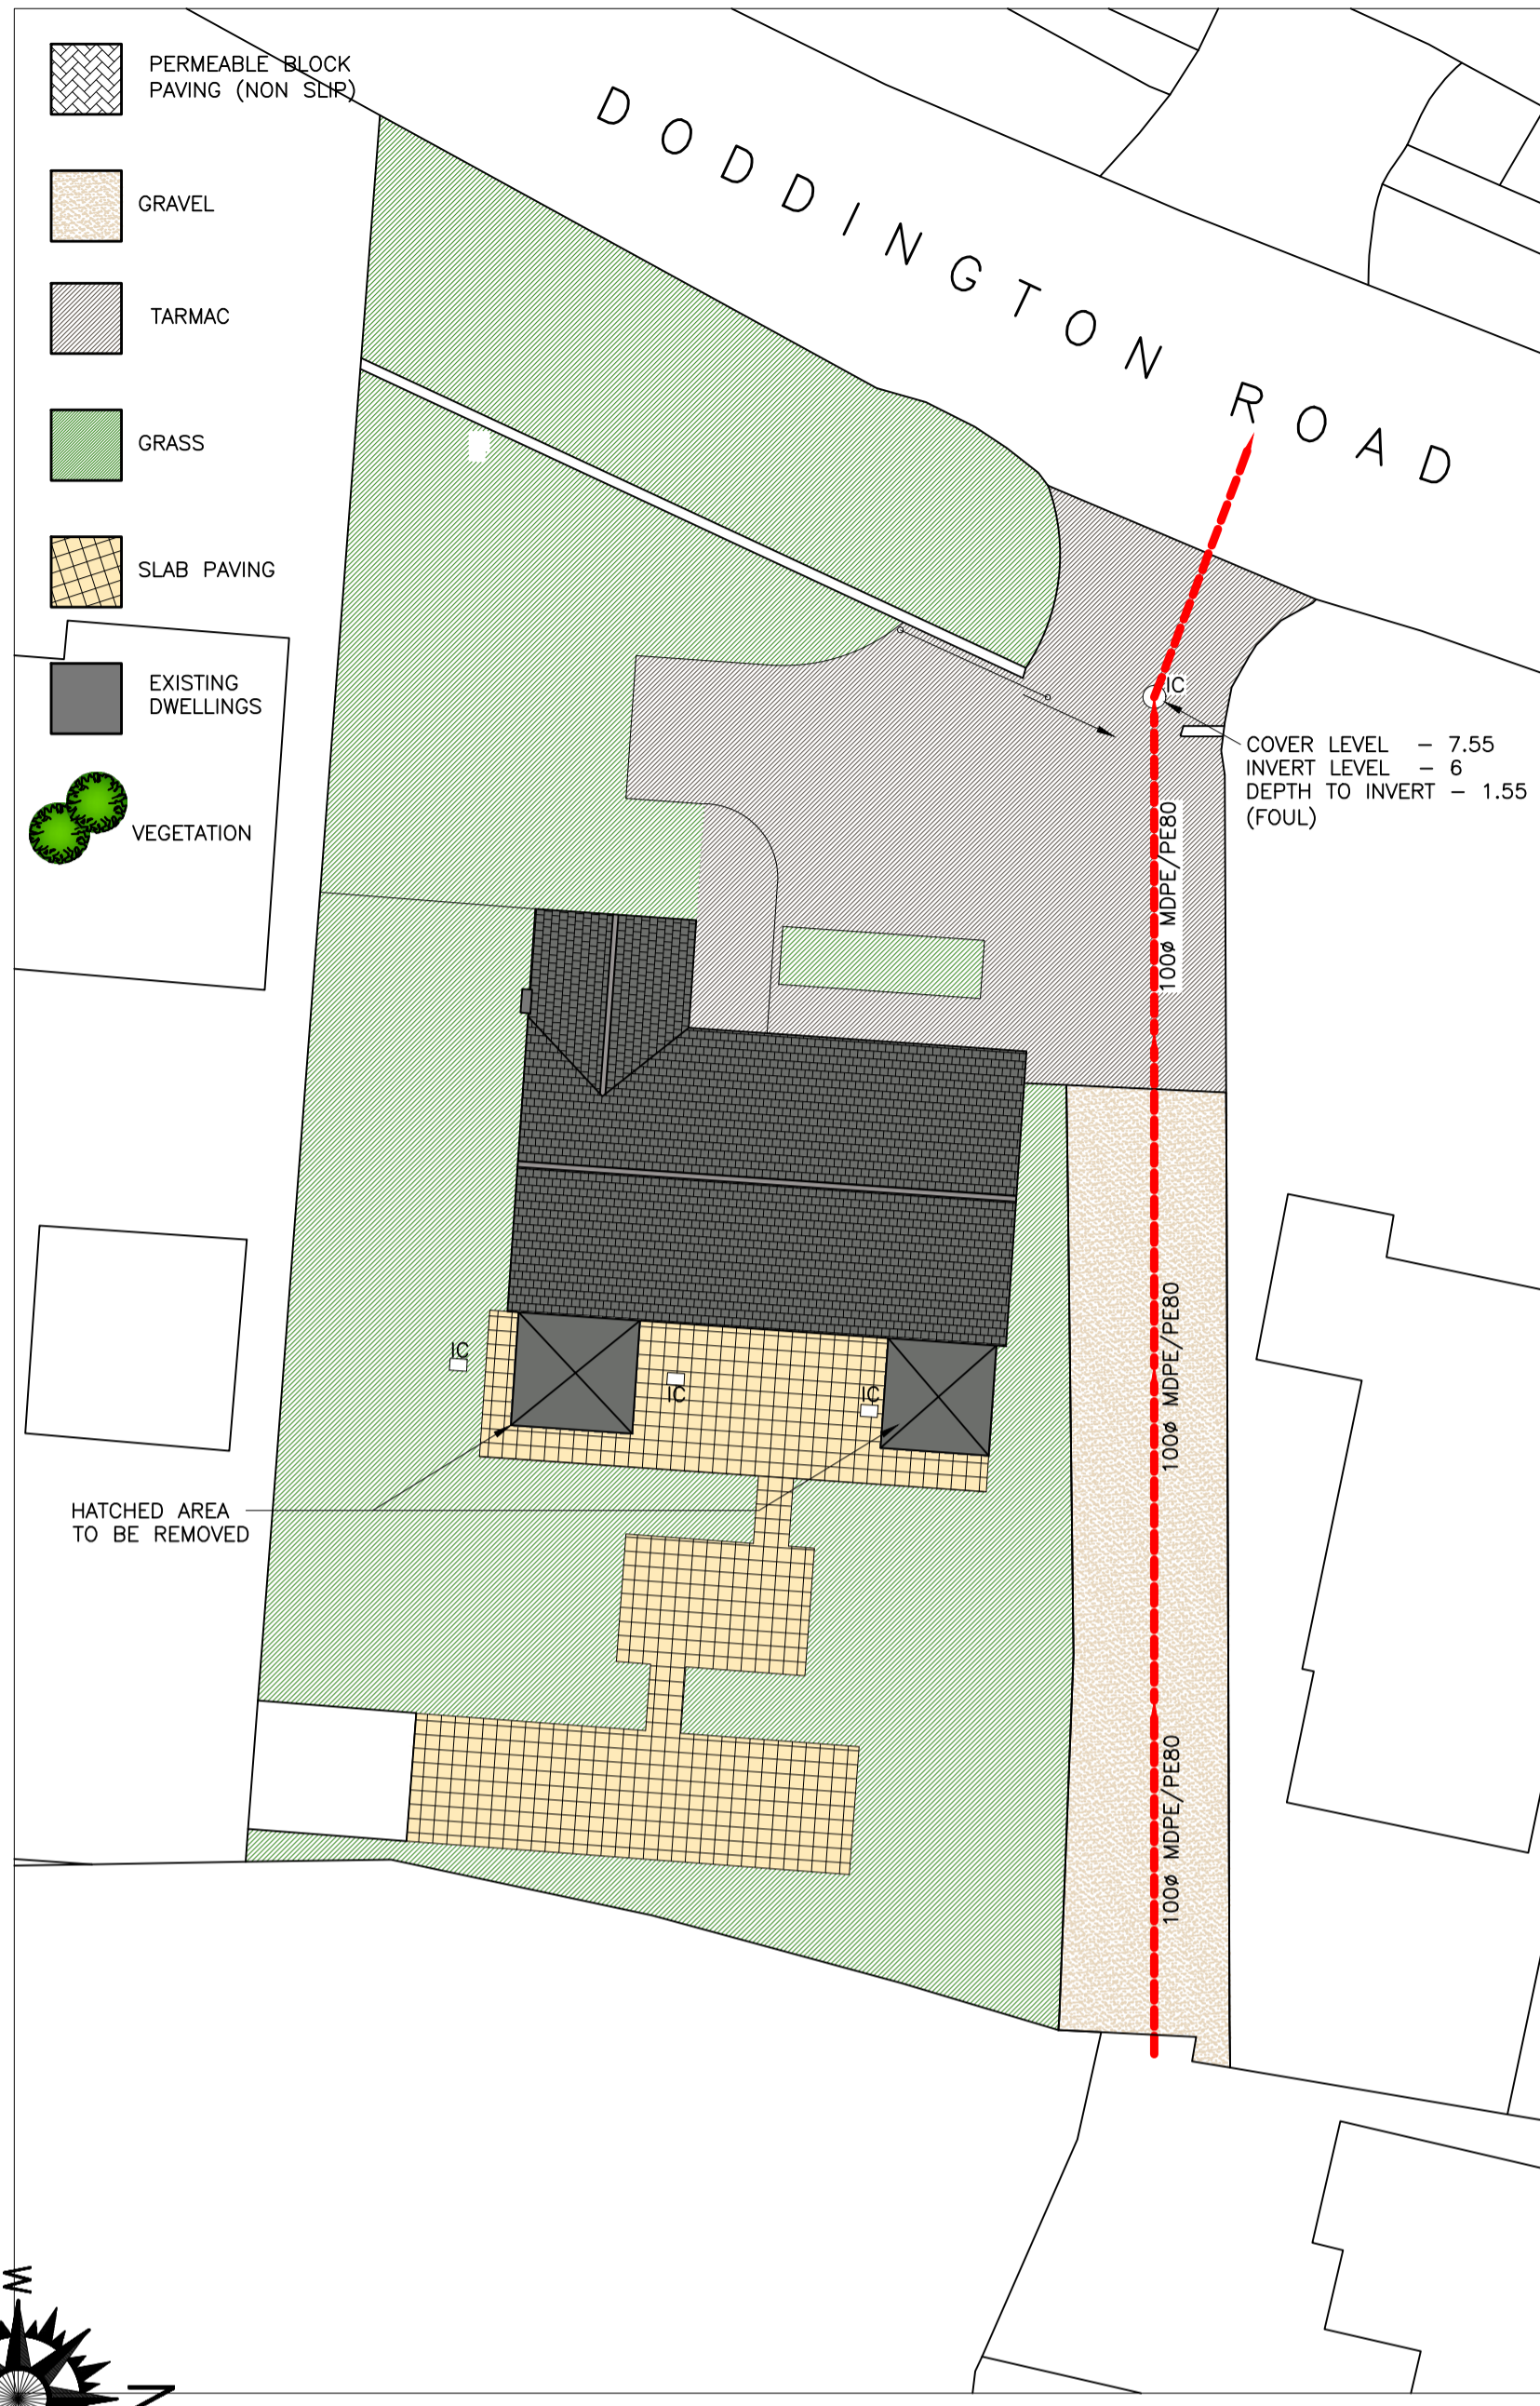 PERMEABLE BLOCK
PAVING (NON SLIP)
GRAVEL
TARMAC
GRASS
SLAB PAVING
EXISTING
DWELLINGS
VEGETATION
DODDINGTON ROAD
IC
COVER LEVEL – 7.55
INVERT LEVEL – 6
DEPTH TO INVERT – 1.55
(FOUL)
100ø MDPE/PE80
100ø MDPE/PE80
100ø MDPE/PE80
IC
IC
IC
HATCHED AREA
TO BE REMOVED
W
N